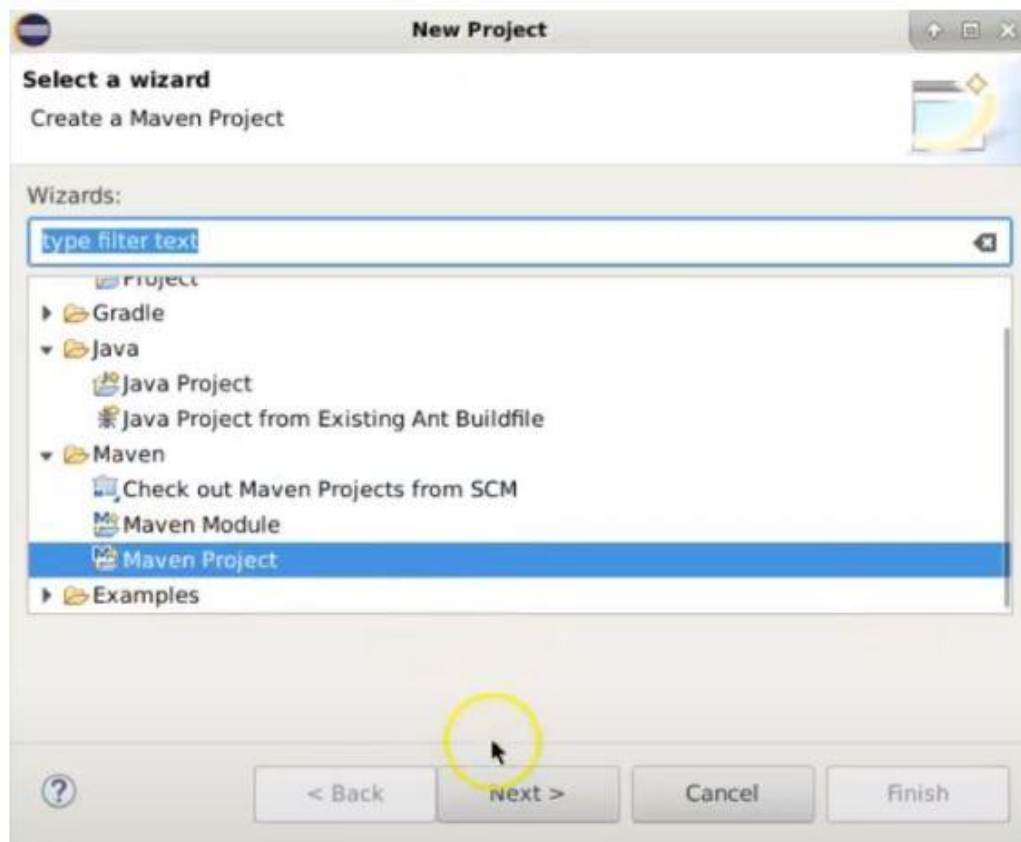 New Project
Select a wizard
Create a Maven Project
Wizards:
type filter text
Project
Gradle
Java
Java Project
Java Project from Existing Ant Buildfile
Maven
Check out Maven Projects from SCM
Maven Module
Maven Project
Examples
? < Back Next > Cancel Finish